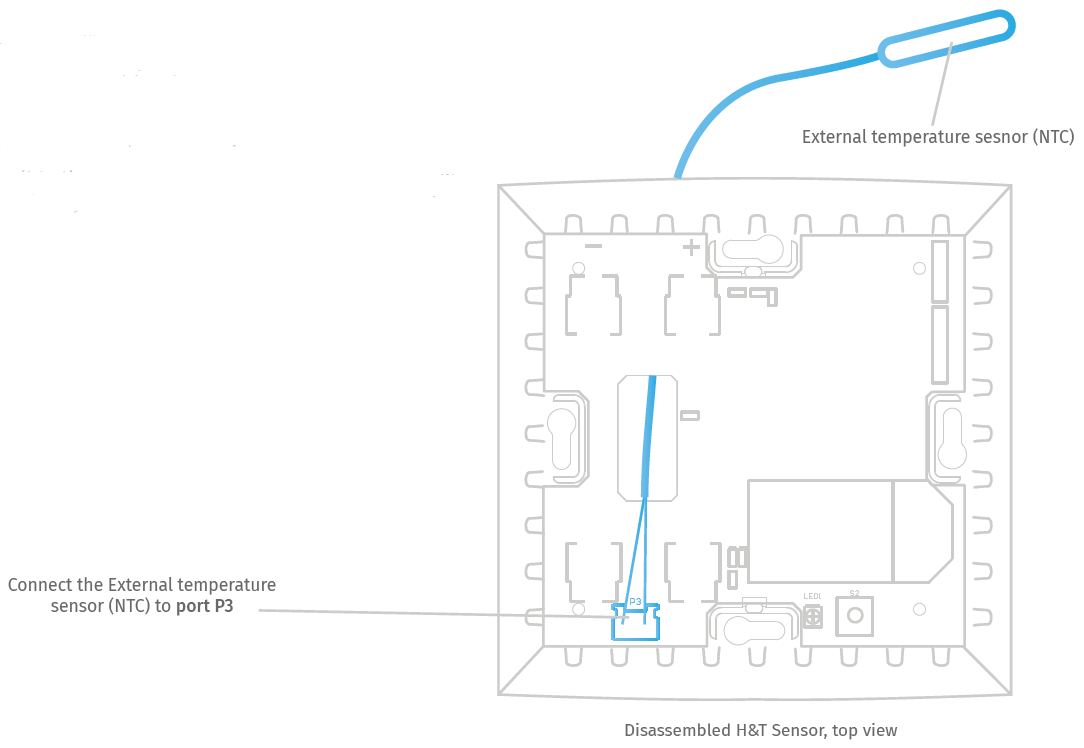 External temperature sesnor (NTC)
− +
Connect the External temperature
sensor (NTC) to port P3
P3
LED1
S2
Disassembled H&T Sensor, top view